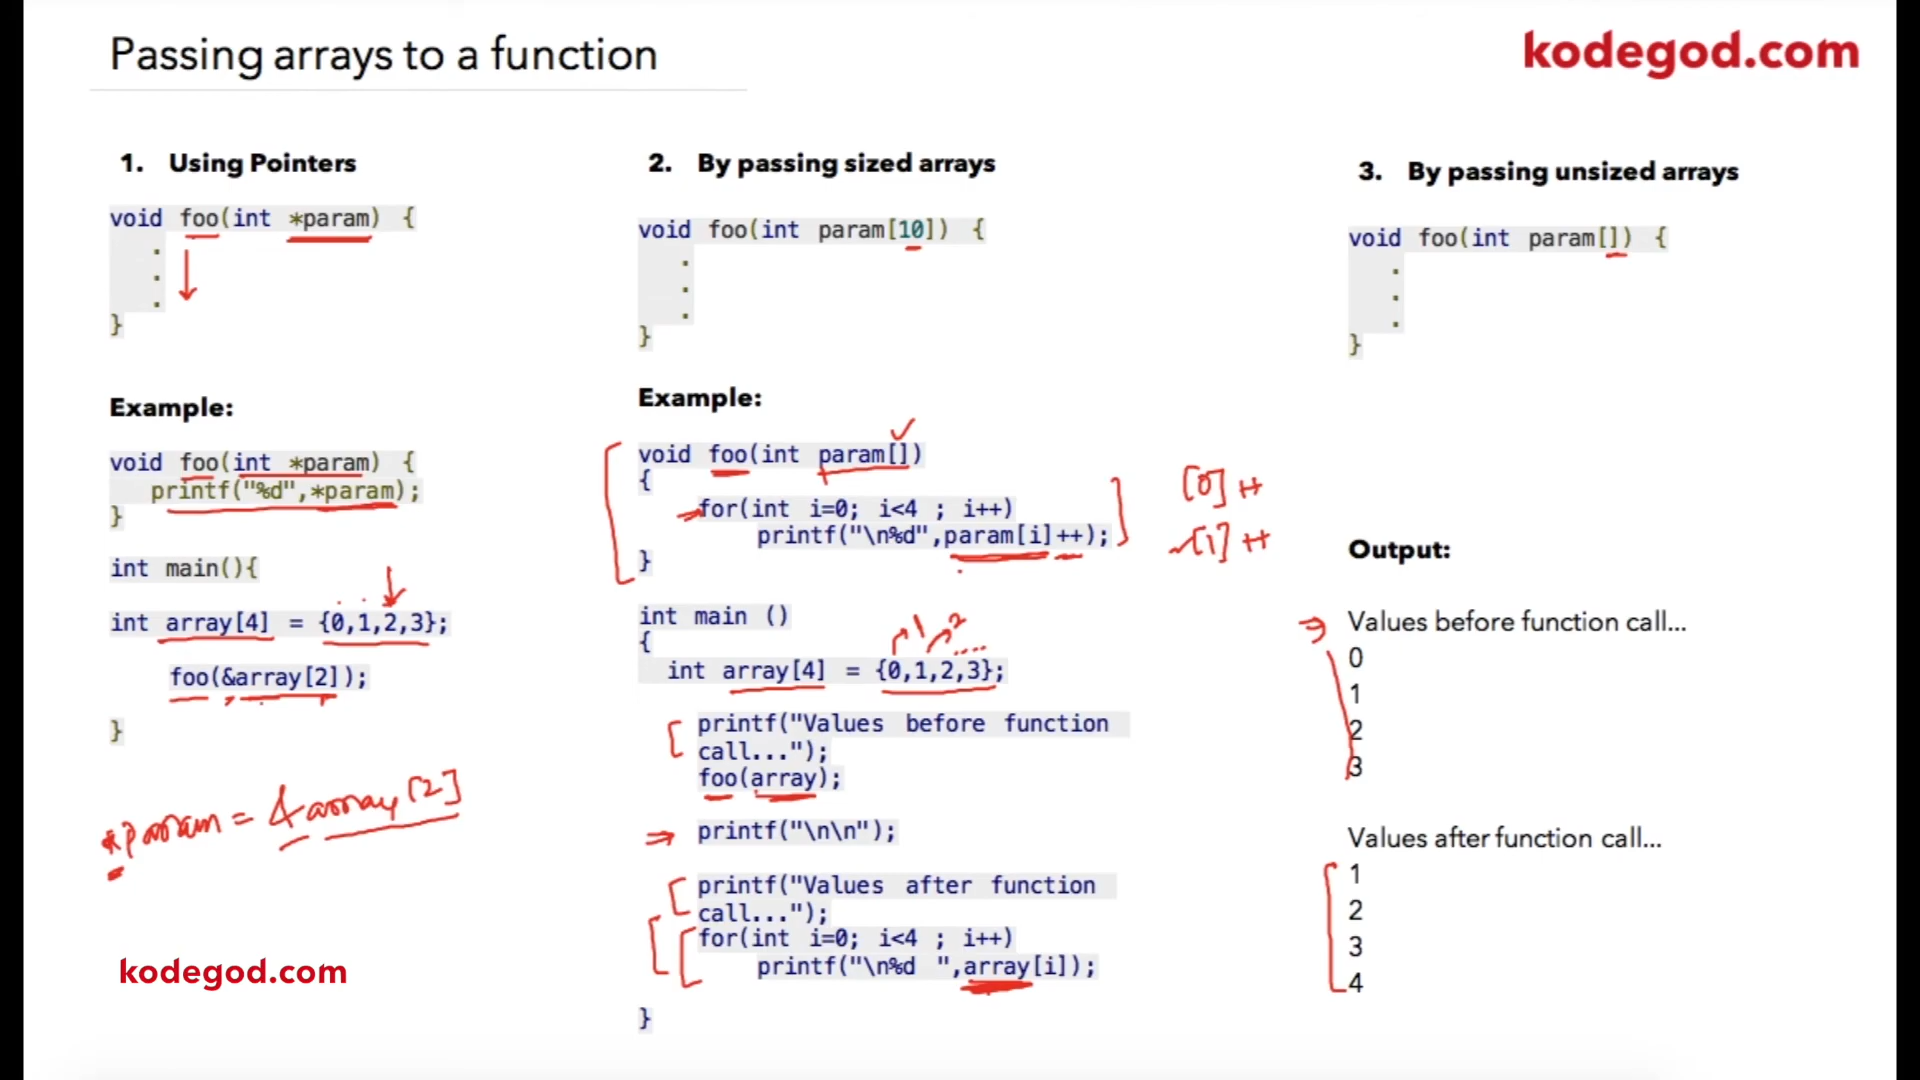 Passing arrays to a function
kodegod.com
1. Using Pointers
void foo(int *param) {
.
.
.
}
Example:
void foo(int *param) {
printf("%d",*param);
}
int main(){
int array[4] = {0,1,2,3};
foo(&array[2]);
}
*param = &array[2]
kodegod.com
2. By passing sized arrays
void foo(int param[10]) {
.
.
.
}
Example:
void foo(int param[])
{
for(int i=0; i<4 ; i++)
printf("\n%d",param[i]++);
}
[0]++
[1]++
int main ()
{
1 2
int array[4] = {0,1,2,3};
printf("Values before function
call...");
foo(array);
printf("\n\n");
printf("Values after function
call...");
for(int i=0; i<4 ; i++)
printf("\n%d ",array[i]);
}
3. By passing unsized arrays
void foo(int param[]) {
.
.
.
}
Output:
Values before function call...
0
1
2
3
Values after function call...
1
2
3
4